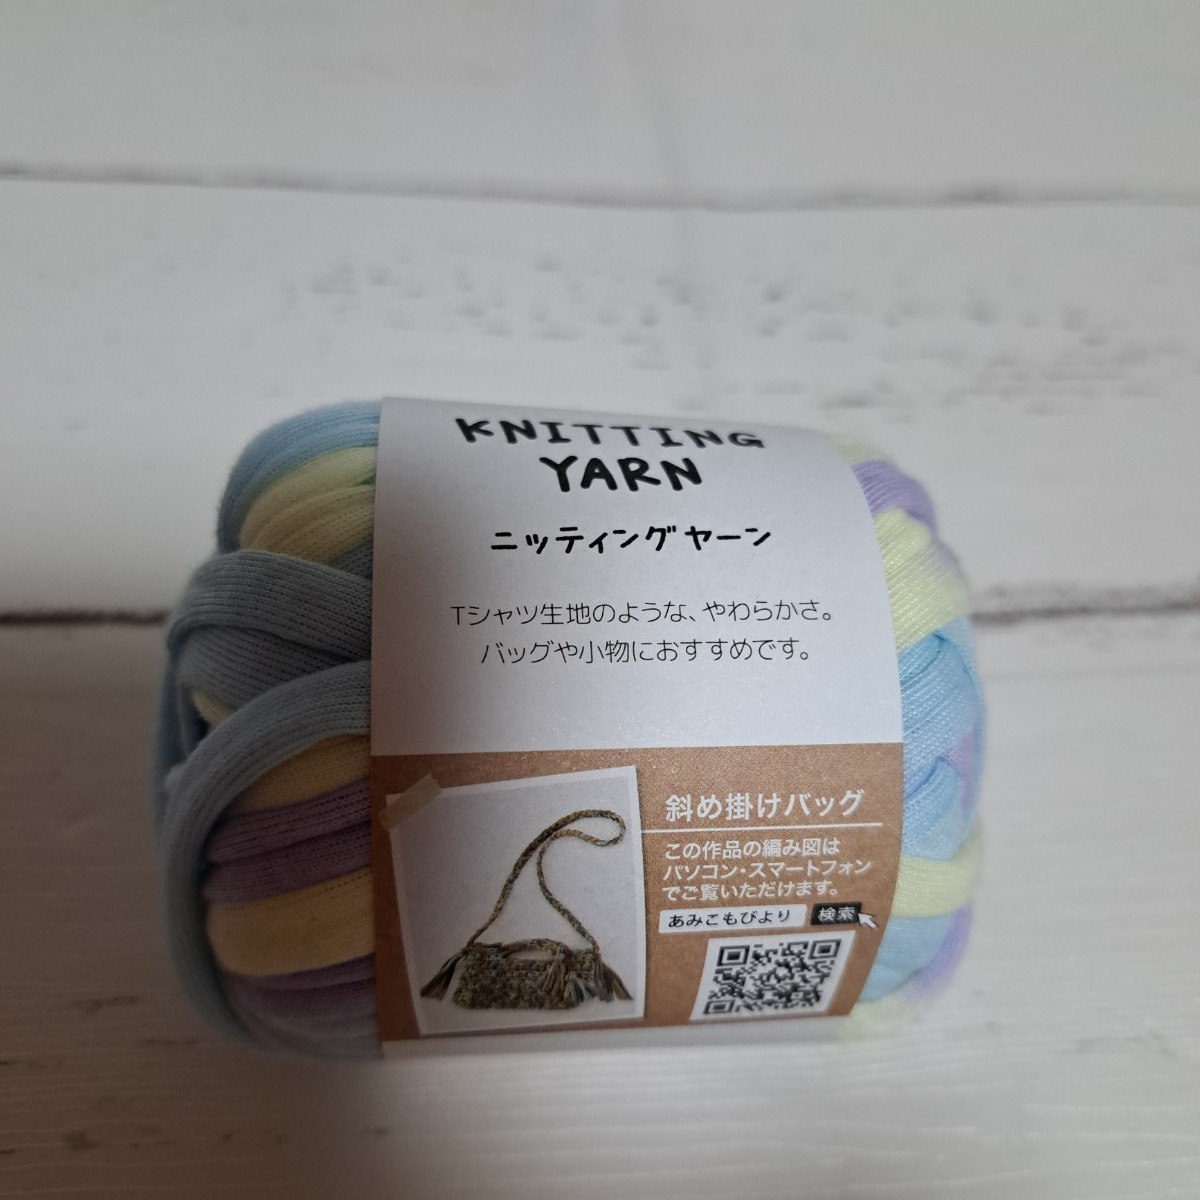 KNITTING
YARN
ニッティングヤーン
Tシャツ生地のような、やわらかさ。
バッグや小物におすすめです。
斜め掛けバッグ
この作品の編み図は
パソコン・スマートフォン
でご覧いただけます。
あみこもびより 検索